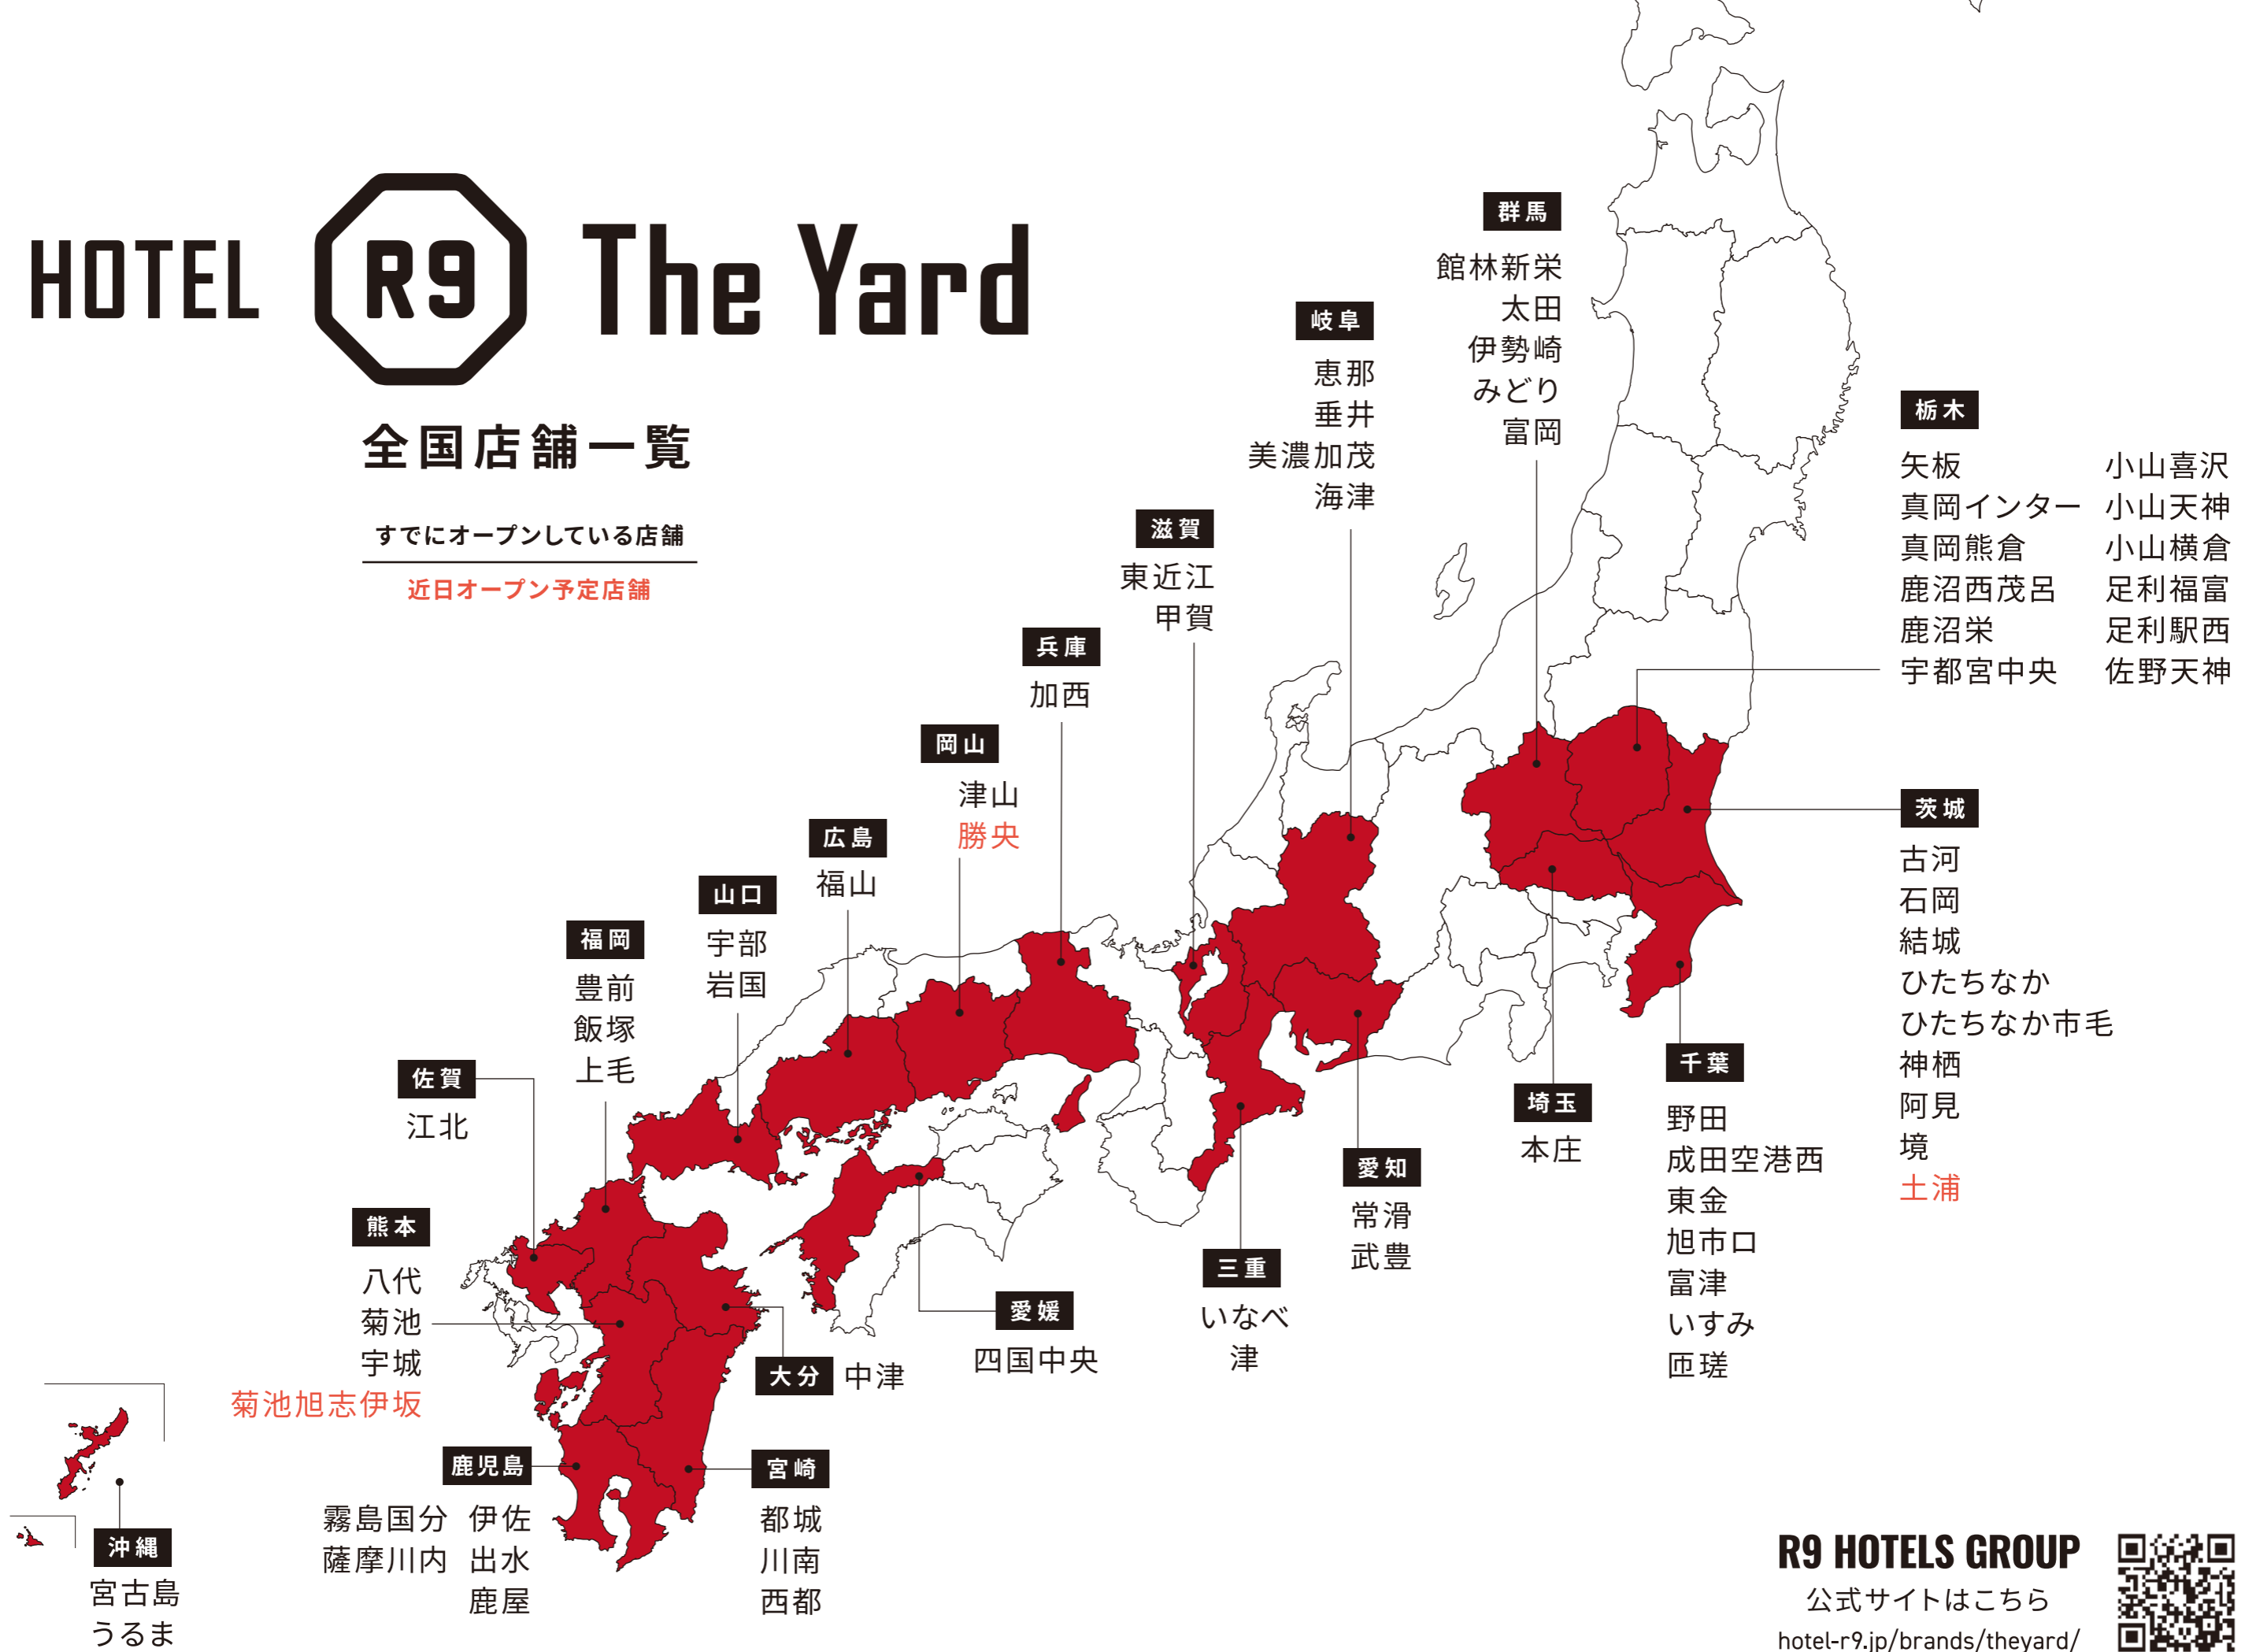 HOTEL R9 The Yard
全国店舗一覧
すでにオープンしている店舗
近日オープン予定店舗
群馬
館林新栄
太田
伊勢崎
みどり
富岡
岐阜
恵那
垂井
美濃加茂
海津
栃木
矢板
真岡インター
真岡熊倉
鹿沼西茂呂
鹿沼栄
宇都宮中央
小山喜沢
小山天神
小山横倉
足利福富
足利駅西
佐野天神
滋賀
東近江
甲賀
兵庫
加西
岡山
津山
勝央
広島
福山
山口
宇部
岩国
福岡
豊前
飯塚
上毛
佐賀
江北
熊本
八代
菊池
宇城
菊池旭志伊坂
茨城
古河
石岡
結城
ひたちなか
ひたちなか市毛
神栖
阿見
境
土浦
千葉
野田
成田空港西
東金
旭市口
富津
いすみ
匝瑳
埼玉
本庄
愛知
常滑
武豊
三重
いなべ
津
愛媛
四国中央
大分
中津
鹿児島
霧島国分
薩摩川内
伊佐
出水
鹿屋
宮崎
都城
川南
西都
沖縄
宮古島
うるま
R9 HOTELS GROUP
公式サイトはこちら
hotel-r9.jp/brands/theyard/